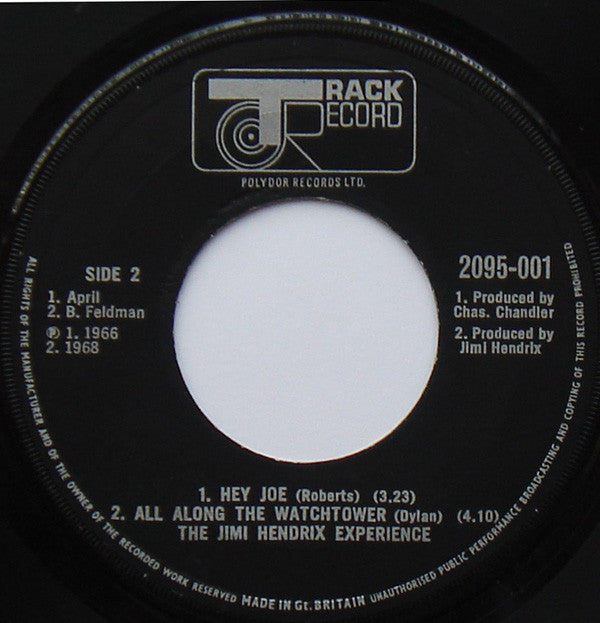 TRACK
RECORD
POLYDOR RECORDS LTD.
SIDE 2
1. April
2. B. Feldman
℗ 1. 1966
2. 1968
2095-001
1. Produced by
Chas. Chandler
2. Produced by
Jimi Hendrix
1. HEY JOE (Roberts) (3.23)
2. ALL ALONG THE WATCHTOWER (Dylan) (4.10)
THE JIMI HENDRIX EXPERIENCE
ALL RIGHTS OF THE MANUFACTURER AND OF THE OWNER OF THE RECORDED WORK RESERVED MADE IN Gt. BRITAIN UNAUTHORISED PUBLIC PERFORMANCE BROADCASTING AND COPYING OF THIS RECORD PROHIBITED